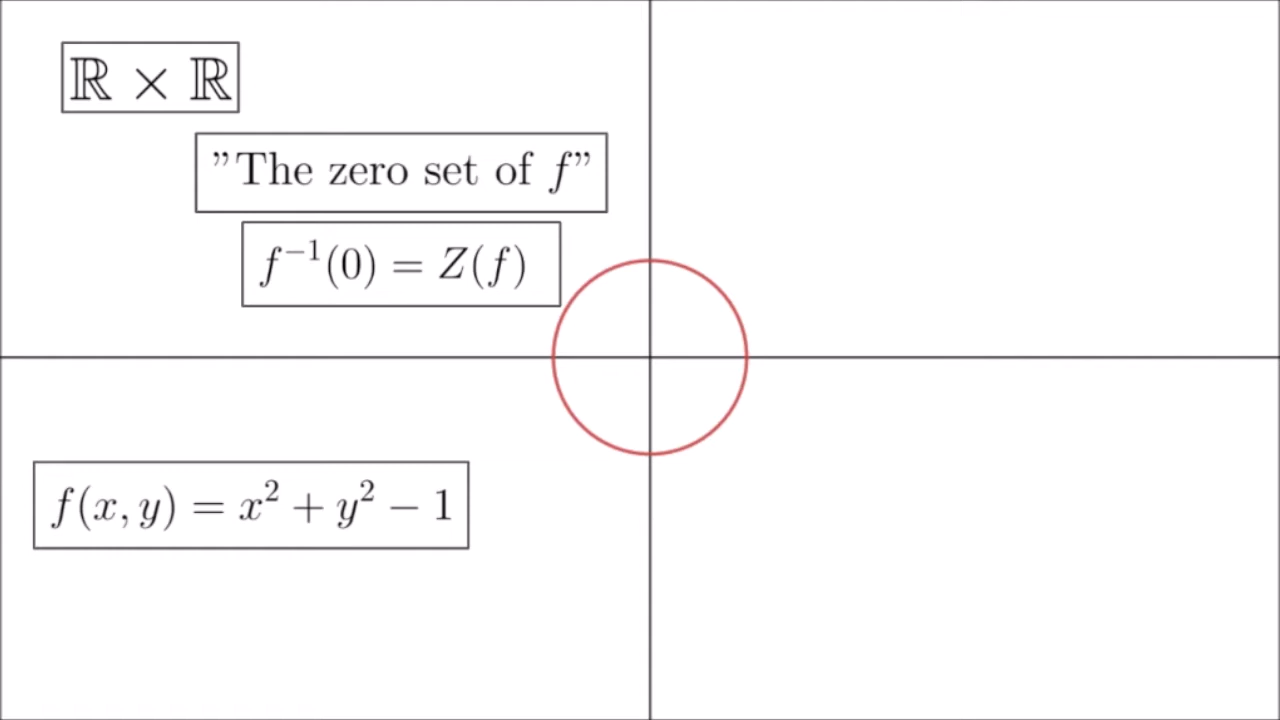 ℝ × ℝ
"The zero set of f"
f⁻¹(0) = Z(f)
f(x, y) = x² + y² − 1